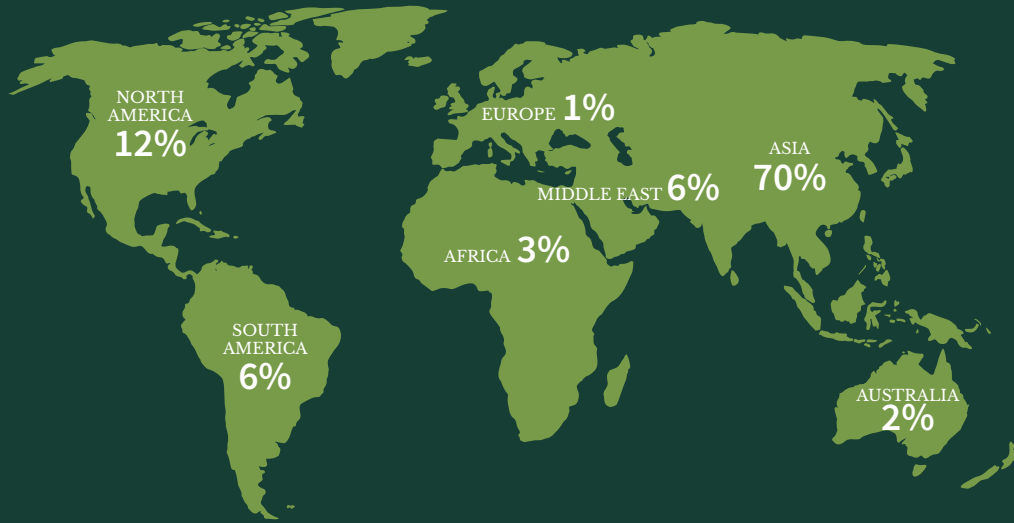 NORTH
AMERICA
12%
EUROPE 1%
ASIA
70%
MIDDLE EAST 6%
AFRICA 3%
SOUTH
AMERICA
6%
AUSTRALIA
2%